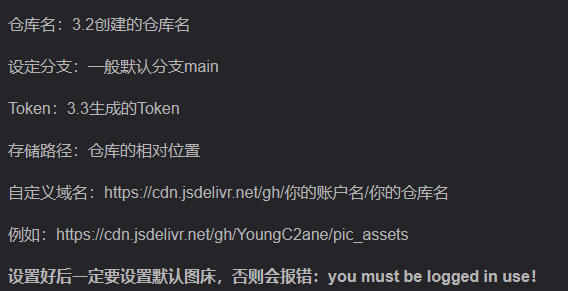 仓库名：3.2创建的仓库名
设定分支：一般默认分支main
Token：3.3生成的Token
存储路径：仓库的相对位置
自定义域名：https://cdn.jsdelivr.net/gh/你的账户名/你的仓库名
例如：https://cdn.jsdelivr.net/gh/YoungC2ane/pic_assets
设置好后一定要设置默认图床，否则会报错：you must be logged in use！